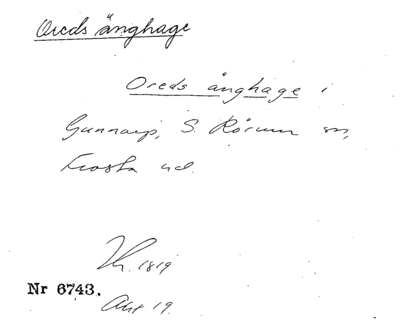 Oreds änghage
Oreds änghage i
Gunnarp, S. Rörum sn,
Frosta hd.
1819
Nr 6743.
Akt 19.